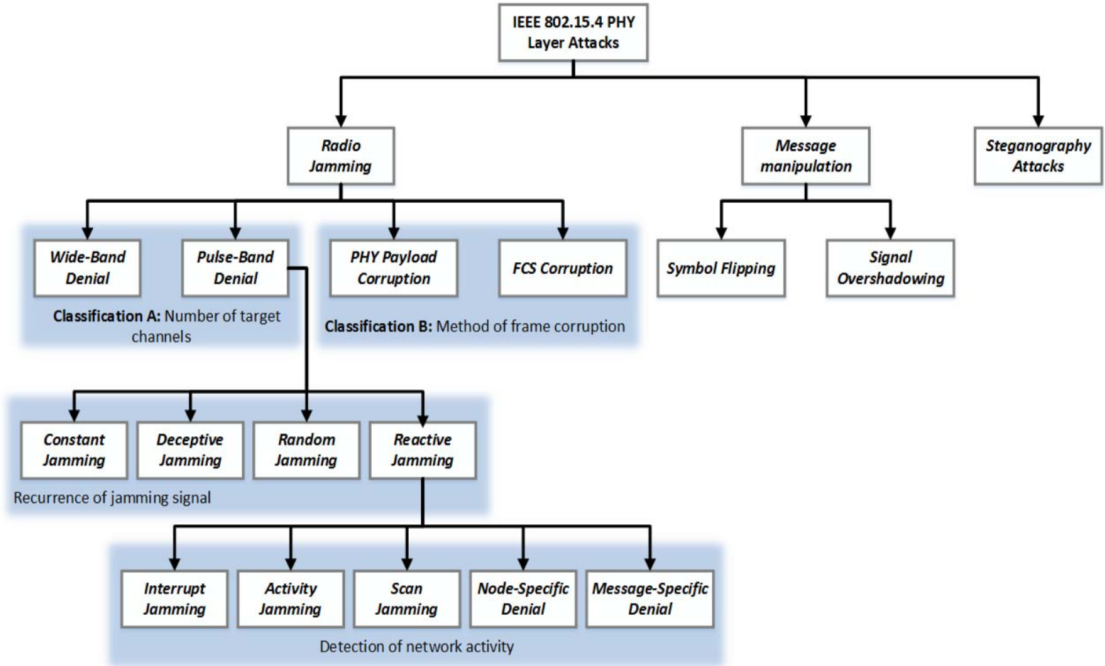 IEEE 802.15.4 PHY
Layer Attacks
Radio
Jamming
Message
manipulation
Steganography
Attacks
Wide-Band
Denial
Pulse-Band
Denial
PHY Payload
Corruption
FCS Corruption
Symbol Flipping
Signal
Overshadowing
Classification A: Number of target
channels
Classification B: Method of frame corruption
Constant
Jamming
Deceptive
Jamming
Random
Jamming
Reactive
Jamming
Recurrence of jamming signal
Interrupt
Jamming
Activity
Jamming
Scan
Jamming
Node-Specific
Denial
Message-Specific
Denial
Detection of network activity